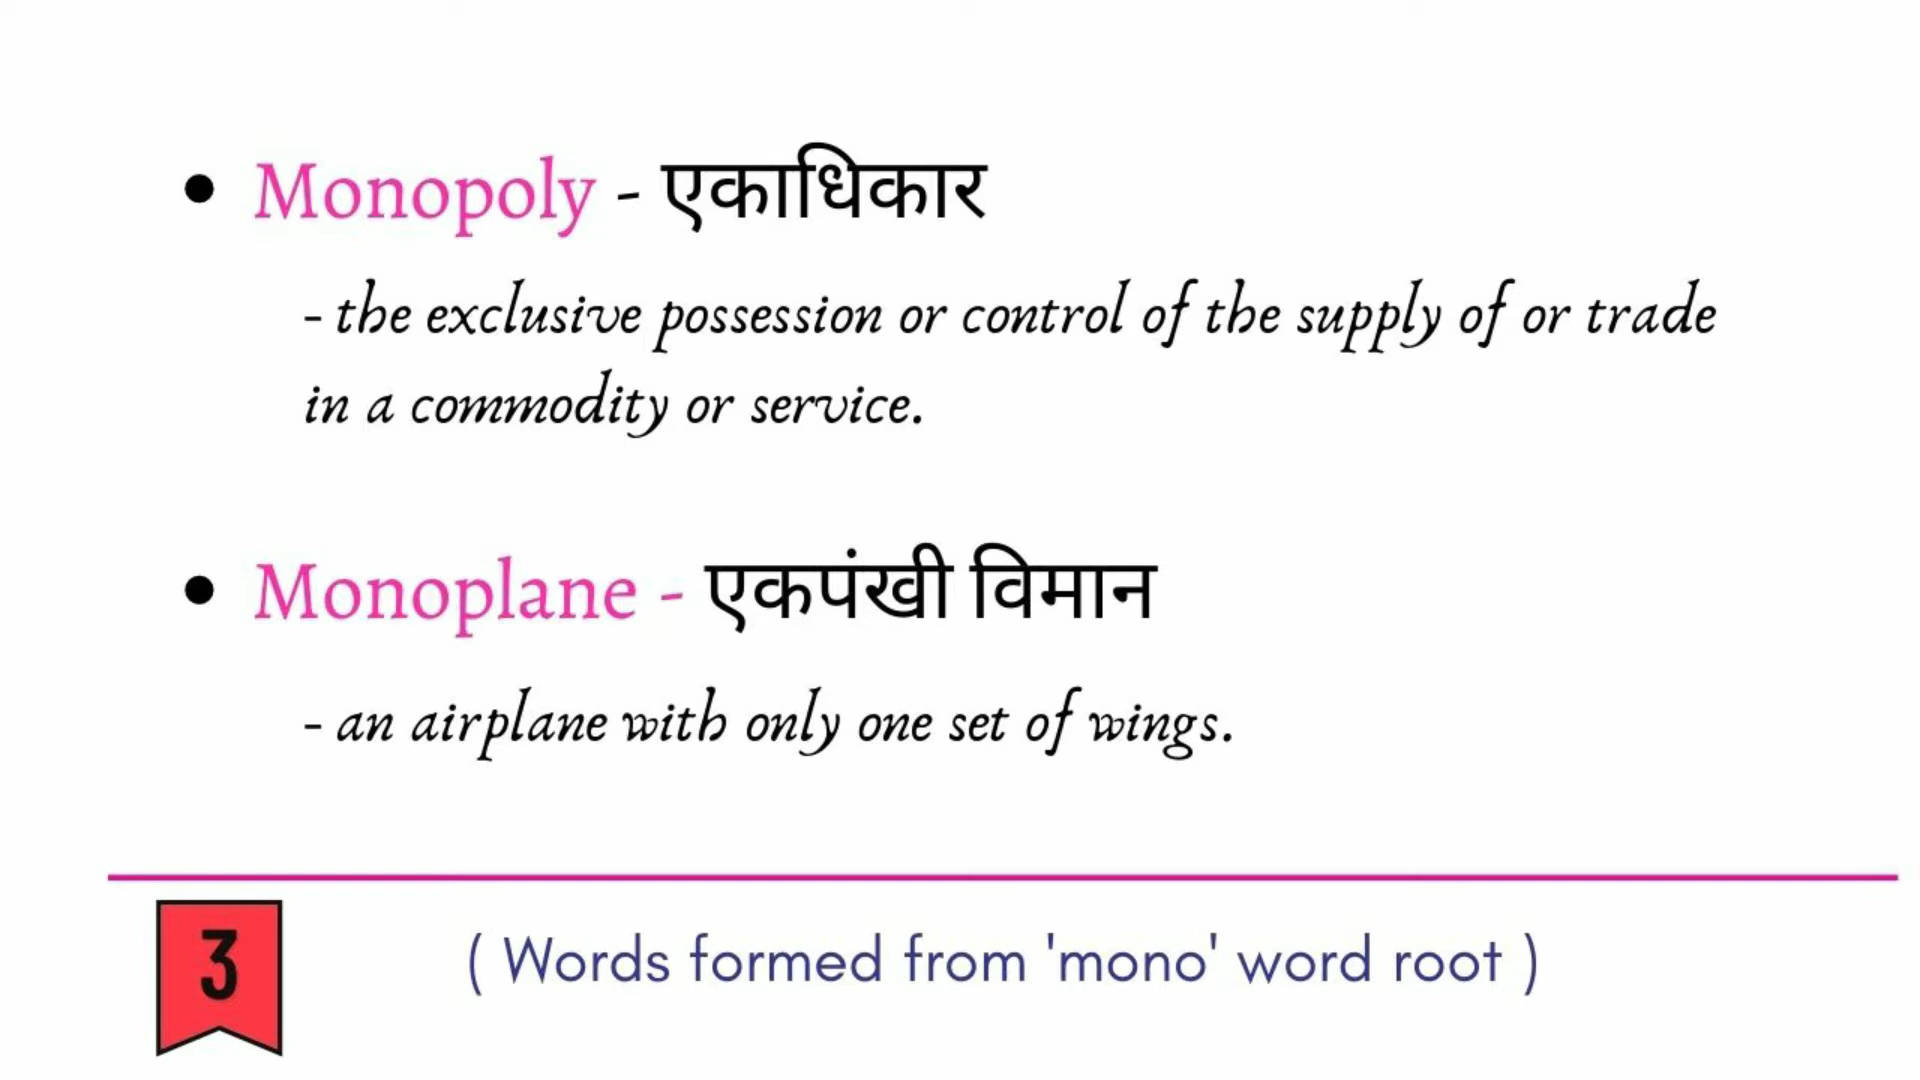 • Monopoly - एकाधिकार
- the exclusive possession or control of the supply of or trade
in a commodity or service.
• Monoplane - एकपंखी विमान
- an airplane with only one set of wings.
3
( Words formed from 'mono' word root )